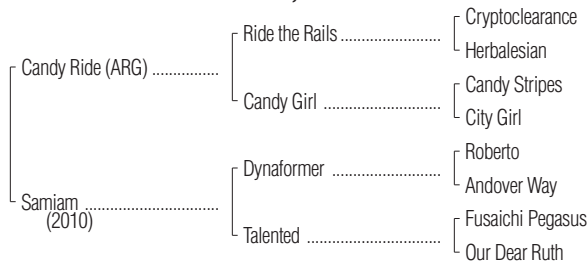 Cryptoclearance
Ride the Rails ..................
Herbalesian
Candy Ride (ARG) ...............
Candy Stripes
Candy Girl ......................
City Girl
Roberto
Dynaformer ....................
Andover Way
Samiam ..............................
(2010)
Fusaichi Pegasus
Talented .............................
Our Dear Ruth